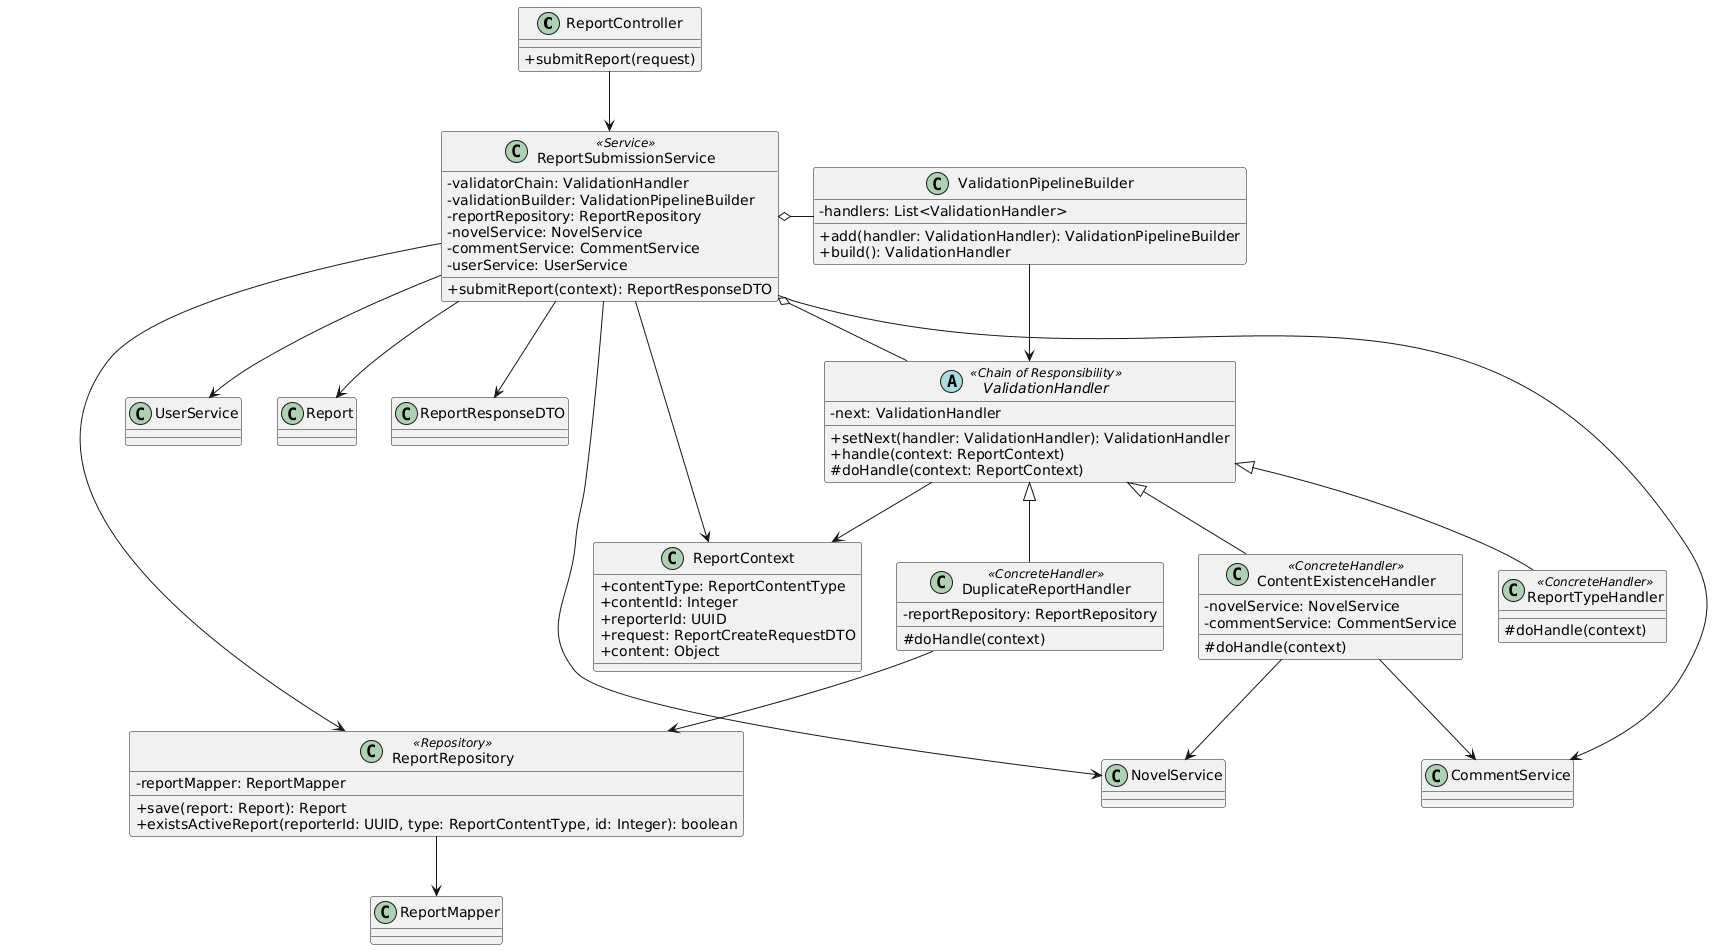 C ReportController
+submitReport(request)
«Service»
C ReportSubmissionService
-validatorChain: ValidationHandler
-validationBuilder: ValidationPipelineBuilder
-reportRepository: ReportRepository
-novelService: NovelService
-commentService: CommentService
-userService: UserService
+submitReport(context): ReportResponseDTO
C ValidationPipelineBuilder
-handlers: List<ValidationHandler>
+add(handler: ValidationHandler): ValidationPipelineBuilder
+build(): ValidationHandler
C UserService
C Report
C ReportResponseDTO
«Chain of Responsibility»
A ValidationHandler
-next: ValidationHandler
+setNext(handler: ValidationHandler): ValidationHandler
+handle(context: ReportContext)
#doHandle(context: ReportContext)
C ReportContext
+contentType: ReportContentType
+contentId: Integer
+reporterId: UUID
+request: ReportCreateRequestDTO
+content: Object
«ConcreteHandler»
C DuplicateReportHandler
-reportRepository: ReportRepository
#doHandle(context)
«ConcreteHandler»
C ContentExistenceHandler
-novelService: NovelService
-commentService: CommentService
#doHandle(context)
«ConcreteHandler»
C ReportTypeHandler
#doHandle(context)
«Repository»
C ReportRepository
-reportMapper: ReportMapper
+save(report: Report): Report
+existsActiveReport(reporterId: UUID, type: ReportContentType, id: Integer): boolean
C NovelService
C CommentService
C ReportMapper